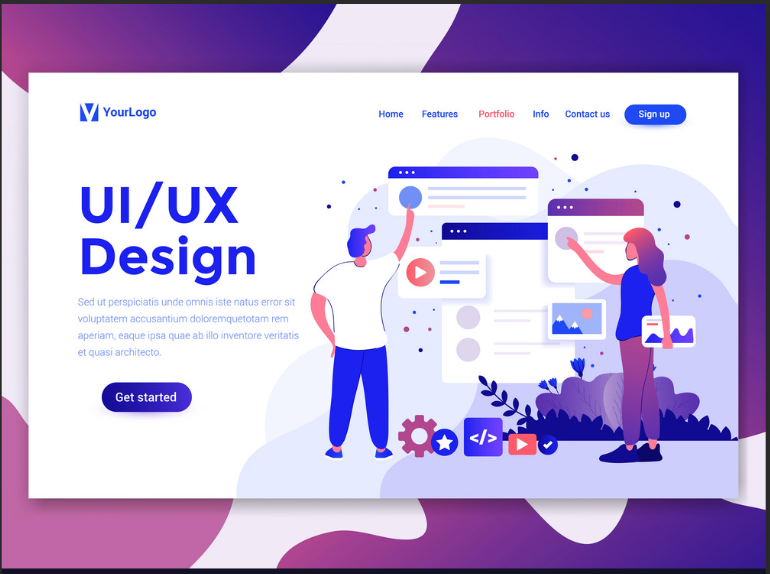 YourLogo
Home Features Portfolio Info Contact us Sign up
UI/UX
Design
Sed ut perspiciatis unde omnis iste natus error sit
voluptatem accusantium doloremquetotam rem
aperiam, eaque ipsa quae ab illo inventore veritatis
et quasi architecto.
Get started
</>